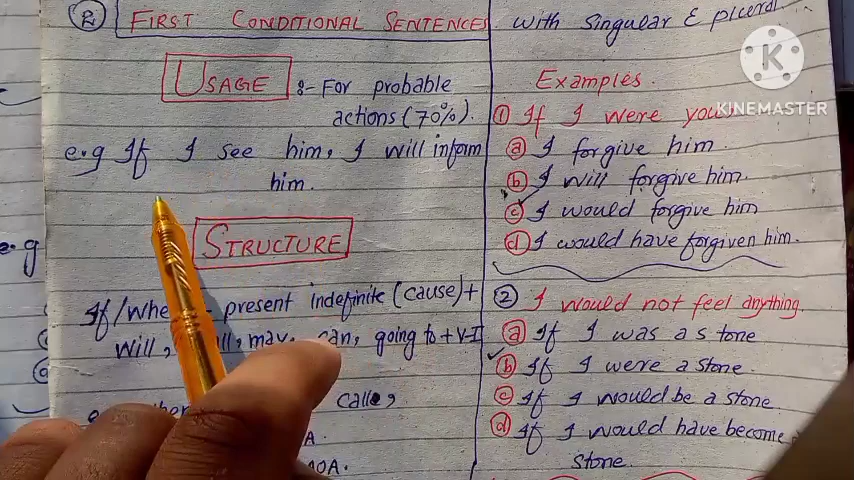 FIRST CONDITIONAL SENTENCES
USAGE :- For probable
actions (70%).
e.g If I see him, I will inform
him.
STRUCTURE
present indefinite (cause) +
will, may, can, going to + V-I
with singular & plural
Examples.
① If I were you
ⓐ I forgive him.
ⓑ I will forgive him.
ⓒ I would forgive him
ⓓ I would have forgiven him.
② I would not feel anything.
ⓐ If I was a stone
ⓑ If I were a stone.
ⓒ If I would be a stone.
ⓓ If I would have become
stone.
e.g
K
KINEMASTER